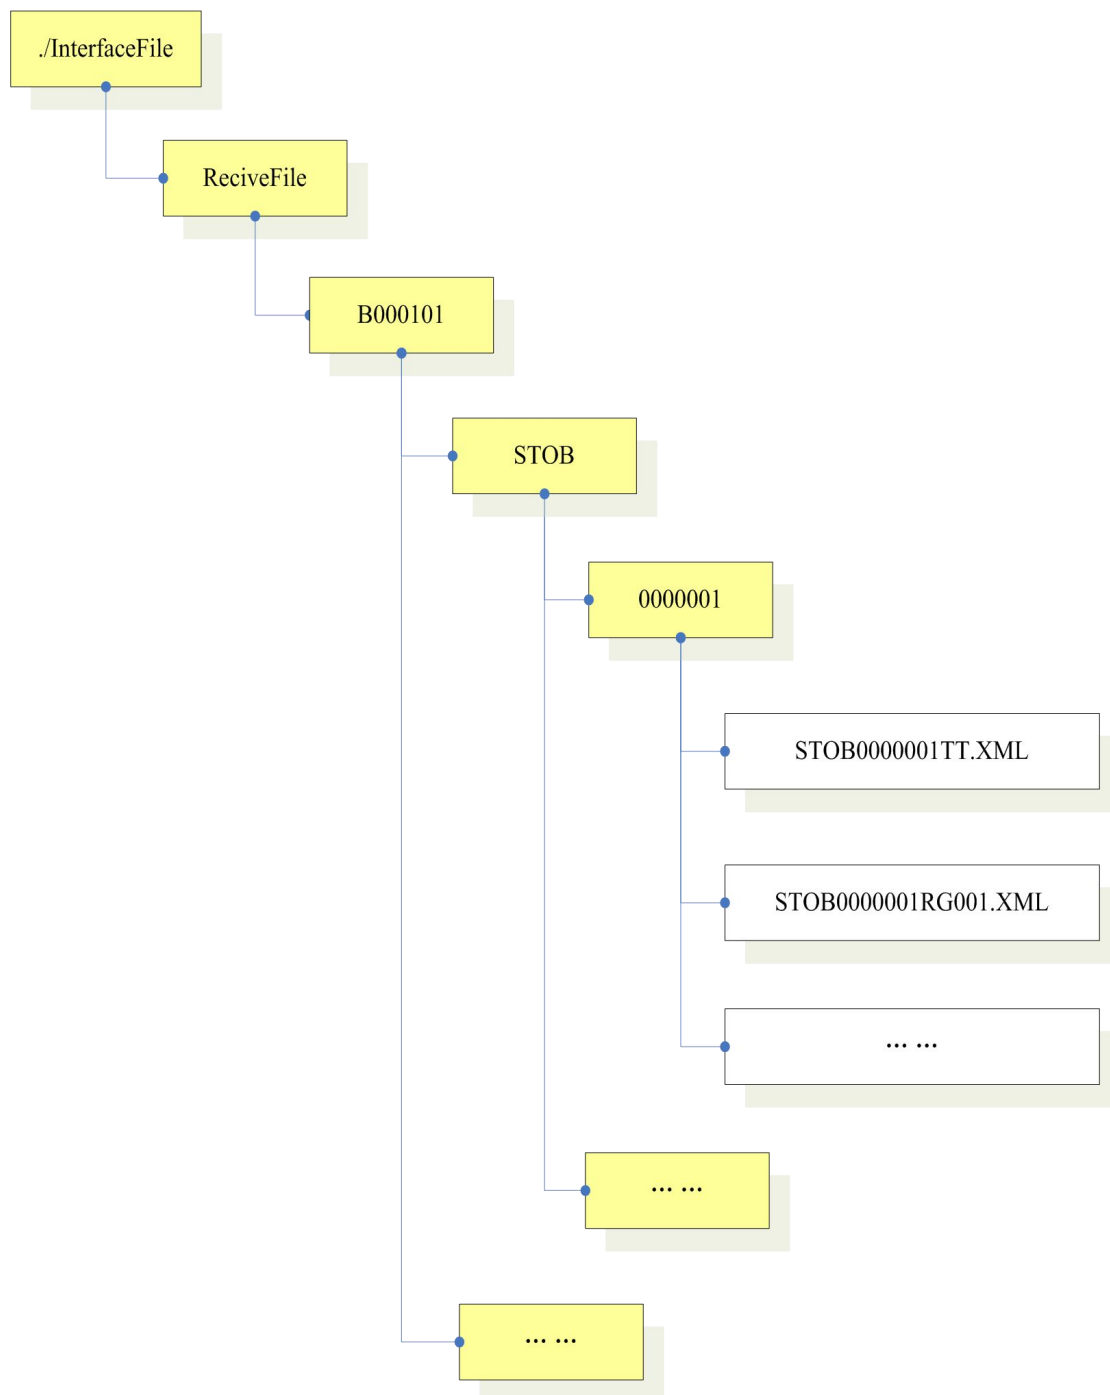 ./InterfaceFile
ReciveFile
B000101
STOB
0000001
STOB0000001TT.XML
STOB0000001RG001.XML
... ...
... ...
... ...